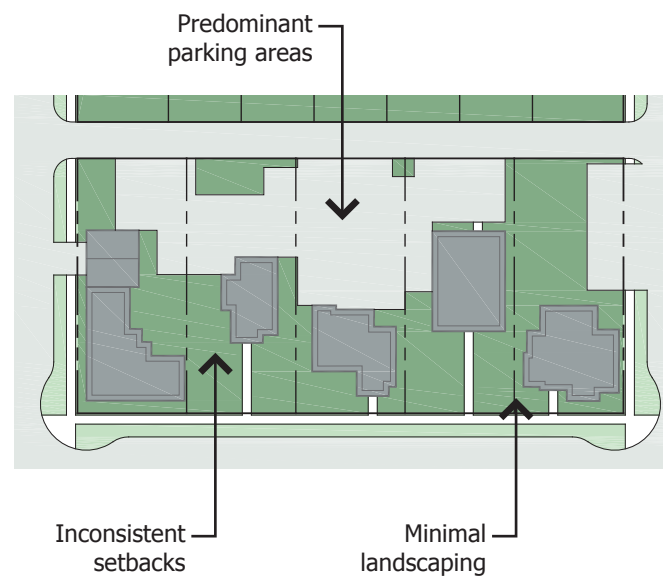 Predominant
parking areas
Inconsistent
setbacks
Minimal
landscaping